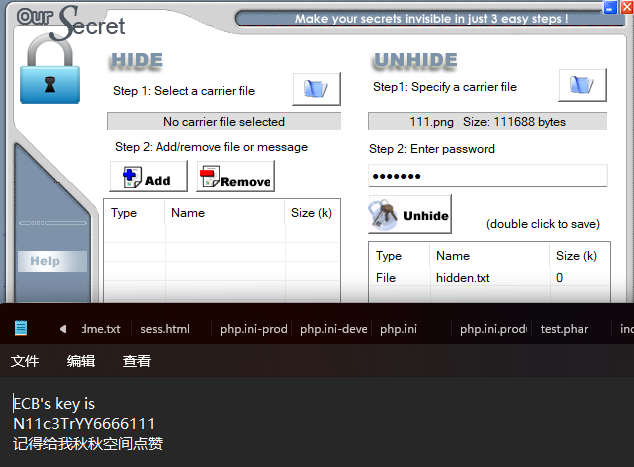 Our Secret
Make your secrets invisible in just 3 easy steps !
HIDE
Step 1: Select a carrier file
No carrier file selected
Step 2: Add/remove file or message
Add
Remove
Type Name Size (k)
UNHIDE
Step1: Specify a carrier file
111.png Size: 111688 bytes
Step 2: Enter password
•••••••
Unhide
(double click to save)
Type Name Size (k)
File hidden.txt 0
Help
dme.txt sess.html php.ini-prod php.ini-deve php.ini php.ini.produ test.phar inc
文件 编辑 查看
ECB's key is
N11c3TrYY6666111
记得给我秋秋空间点赞